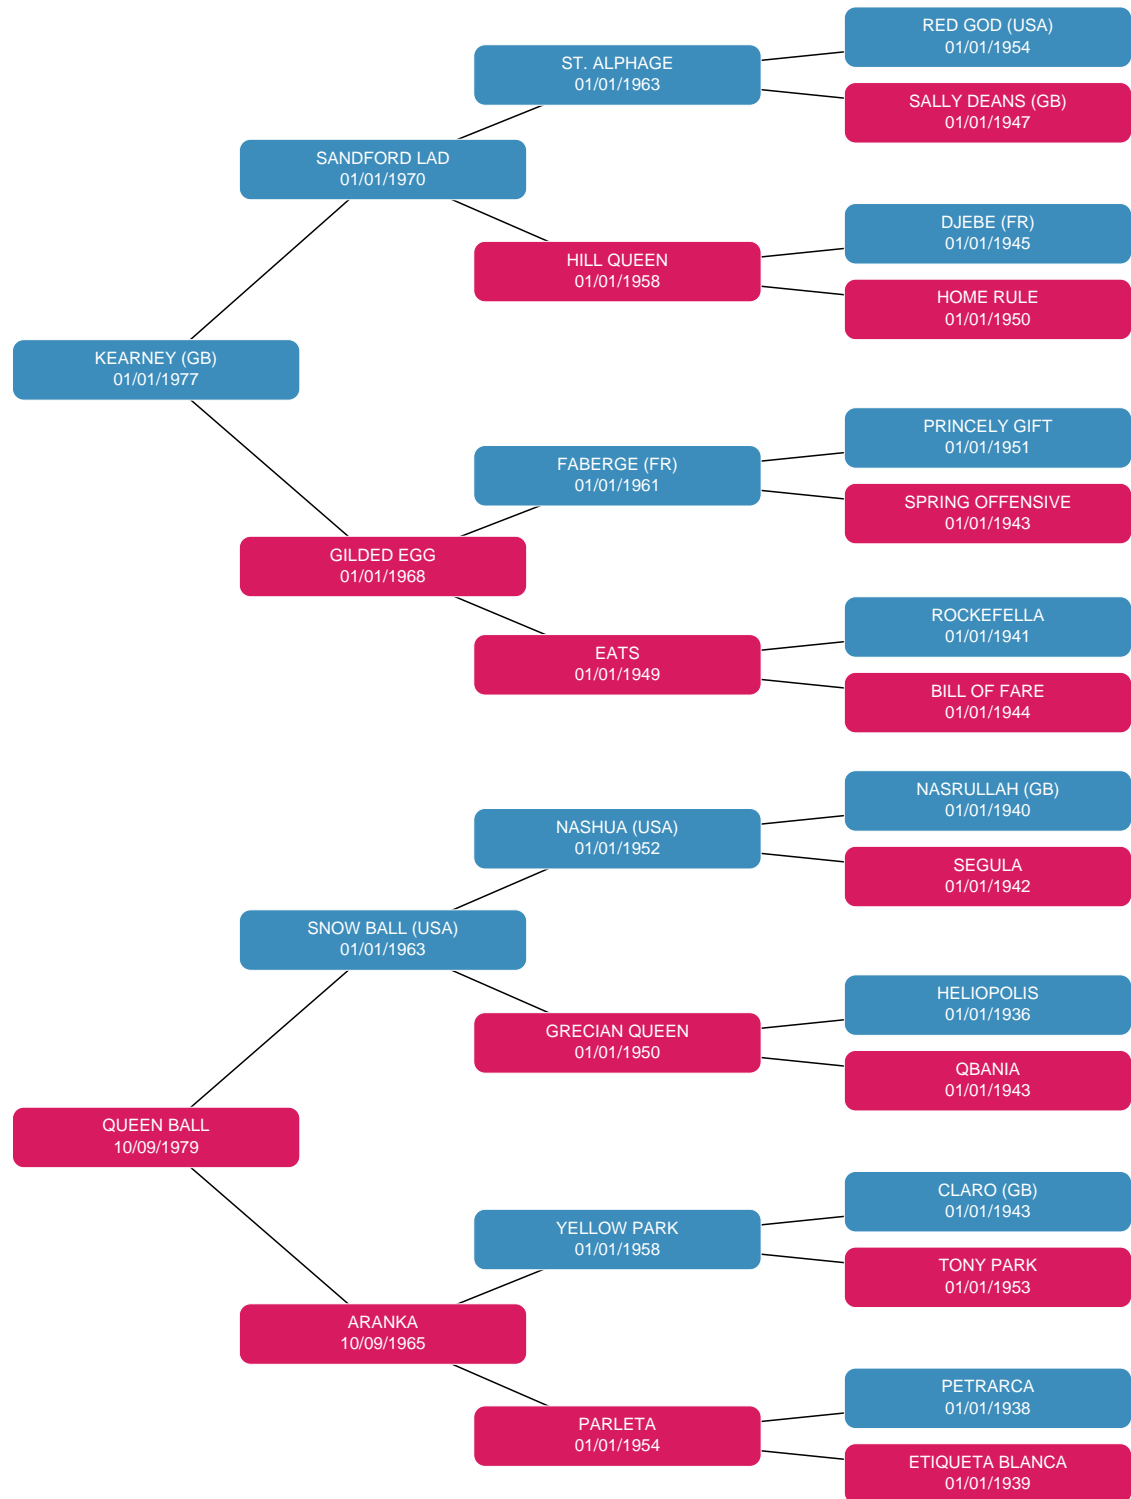 RED GOD (USA)
01/01/1954
ST. ALPHAGE
01/01/1963
SALLY DEANS (GB)
01/01/1947
SANDFORD LAD
01/01/1970
DJEBE (FR)
01/01/1945
HILL QUEEN
01/01/1958
HOME RULE
01/01/1950
KEARNEY (GB)
01/01/1977
PRINCELY GIFT
01/01/1951
FABERGE (FR)
01/01/1961
SPRING OFFENSIVE
01/01/1943
GILDED EGG
01/01/1968
ROCKEFELLA
01/01/1941
EATS
01/01/1949
BILL OF FARE
01/01/1944
NASRULLAH (GB)
01/01/1940
NASHUA (USA)
01/01/1952
SEGULA
01/01/1942
SNOW BALL (USA)
01/01/1963
HELIOPOLIS
01/01/1936
GRECIAN QUEEN
01/01/1950
QBANIA
01/01/1943
QUEEN BALL
10/09/1979
CLARO (GB)
01/01/1943
YELLOW PARK
01/01/1958
TONY PARK
01/01/1953
ARANKA
10/09/1965
PETRARCA
01/01/1938
PARLETA
01/01/1954
ETIQUETA BLANCA
01/01/1939